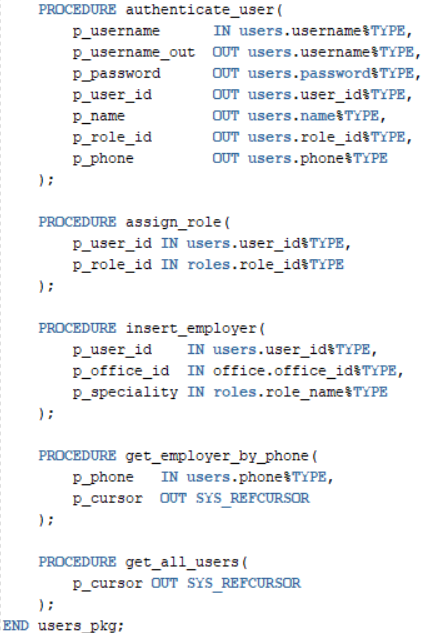 PROCEDURE authenticate_user(
    p_username      IN users.username%TYPE,
    p_username_out  OUT users.username%TYPE,
    p_password      OUT users.password%TYPE,
    p_user_id       OUT users.user_id%TYPE,
    p_name          OUT users.name%TYPE,
    p_role_id       OUT users.role_id%TYPE,
    p_phone         OUT users.phone%TYPE
);
PROCEDURE assign_role(
    p_user_id IN users.user_id%TYPE,
    p_role_id IN roles.role_id%TYPE
);
PROCEDURE insert_employer(
    p_user_id    IN users.user_id%TYPE,
    p_office_id  IN office.office_id%TYPE,
    p_speciality IN roles.role_name%TYPE
);
PROCEDURE get_employer_by_phone(
    p_phone   IN users.phone%TYPE,
    p_cursor  OUT SYS_REFCURSOR
);
PROCEDURE get_all_users(
    p_cursor OUT SYS_REFCURSOR
);
END users_pkg;